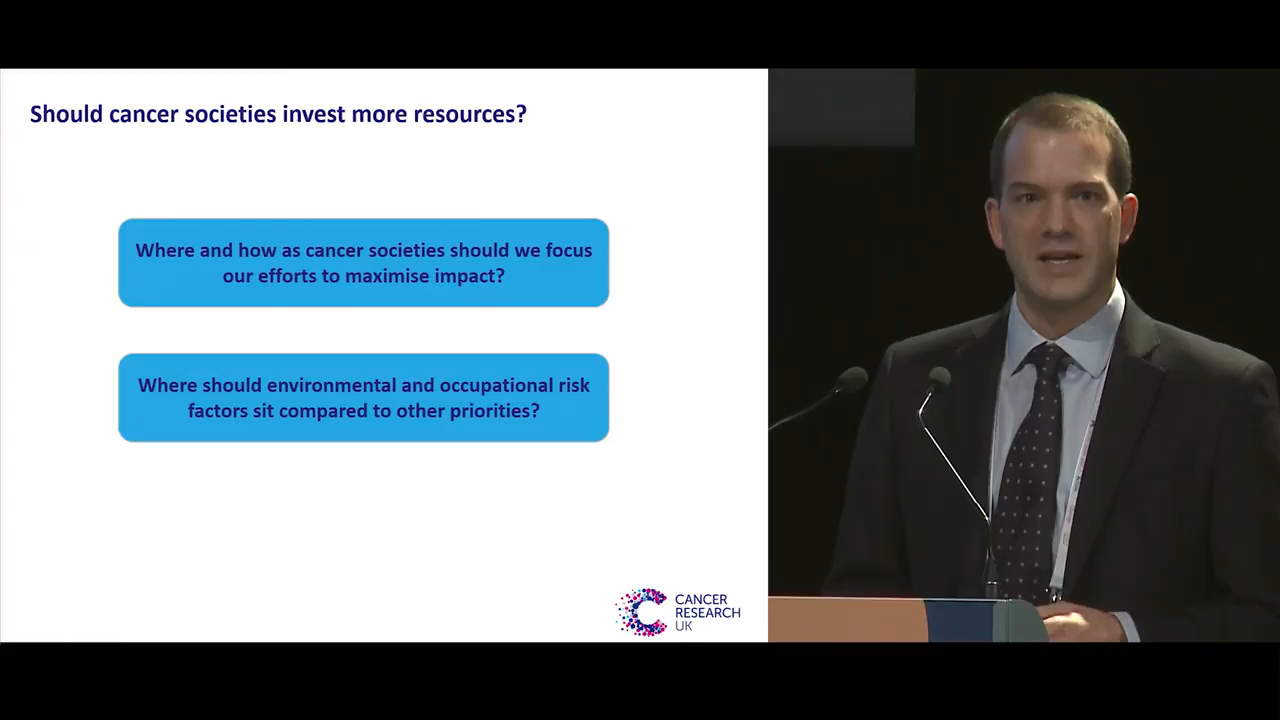 Should cancer societies invest more resources?
Where and how as cancer societies should we focus
our efforts to maximise impact?
Where should environmental and occupational risk
factors sit compared to other priorities?
CANCER
RESEARCH
UK